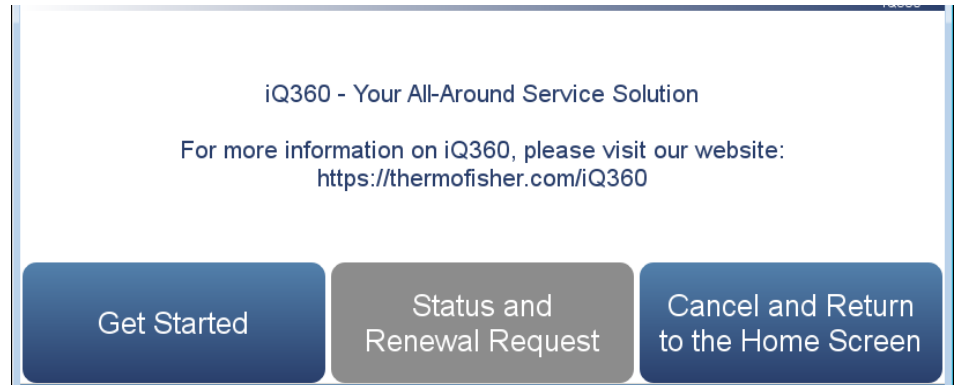 iQ360 - Your All-Around Service Solution
For more information on iQ360, please visit our website:
https://thermofisher.com/iQ360
Get Started
Status and
Renewal Request
Cancel and Return
to the Home Screen